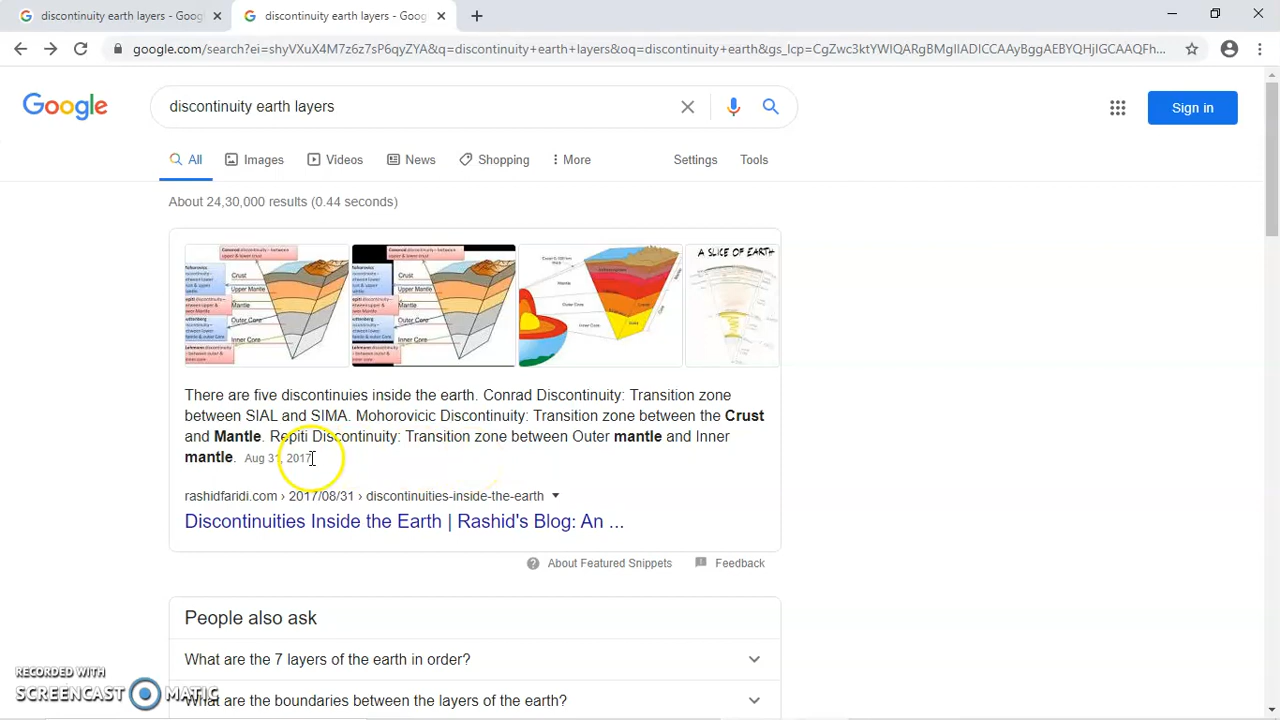 discontinuity earth layers - Goog
discontinuity earth layers - Goog
google.com/search?ei=shyVXuX4M7z6z7sP6qyZYA&q=discontinuity+earth+layers&oq=discontinuity+earth&gs_lcp=CgZwc3ktYWIQARgBMgIIADICCAAyBggAEBYQHjIGCAAQFh...
Google
discontinuity earth layers
Sign in
All Images Videos News Shopping More Settings Tools
About 24,30,000 results (0.44 seconds)
Crust
Upper Mantle
Mantle
Outer Core
Inner Core
Crust
Upper Mantle
Mantle
Outer Core
Inner Core
Mantle
Outer Core
Inner Core
A SLICE OF EARTH
There are five discontinuies inside the earth. Conrad Discontinuity: Transition zone
between SIAL and SIMA. Mohorovicic Discontinuity: Transition zone between the Crust
and Mantle. Repiti Discontinuity: Transition zone between Outer mantle and Inner
mantle. Aug 31, 2017
rashidfaridi.com › 2017/08/31 › discontinuities-inside-the-earth
Discontinuities Inside the Earth | Rashid's Blog: An ...
About Featured Snippets Feedback
People also ask
What are the 7 layers of the earth in order?
What are the boundaries between the layers of the earth?
RECORDED WITH
SCREENCAST MATIC